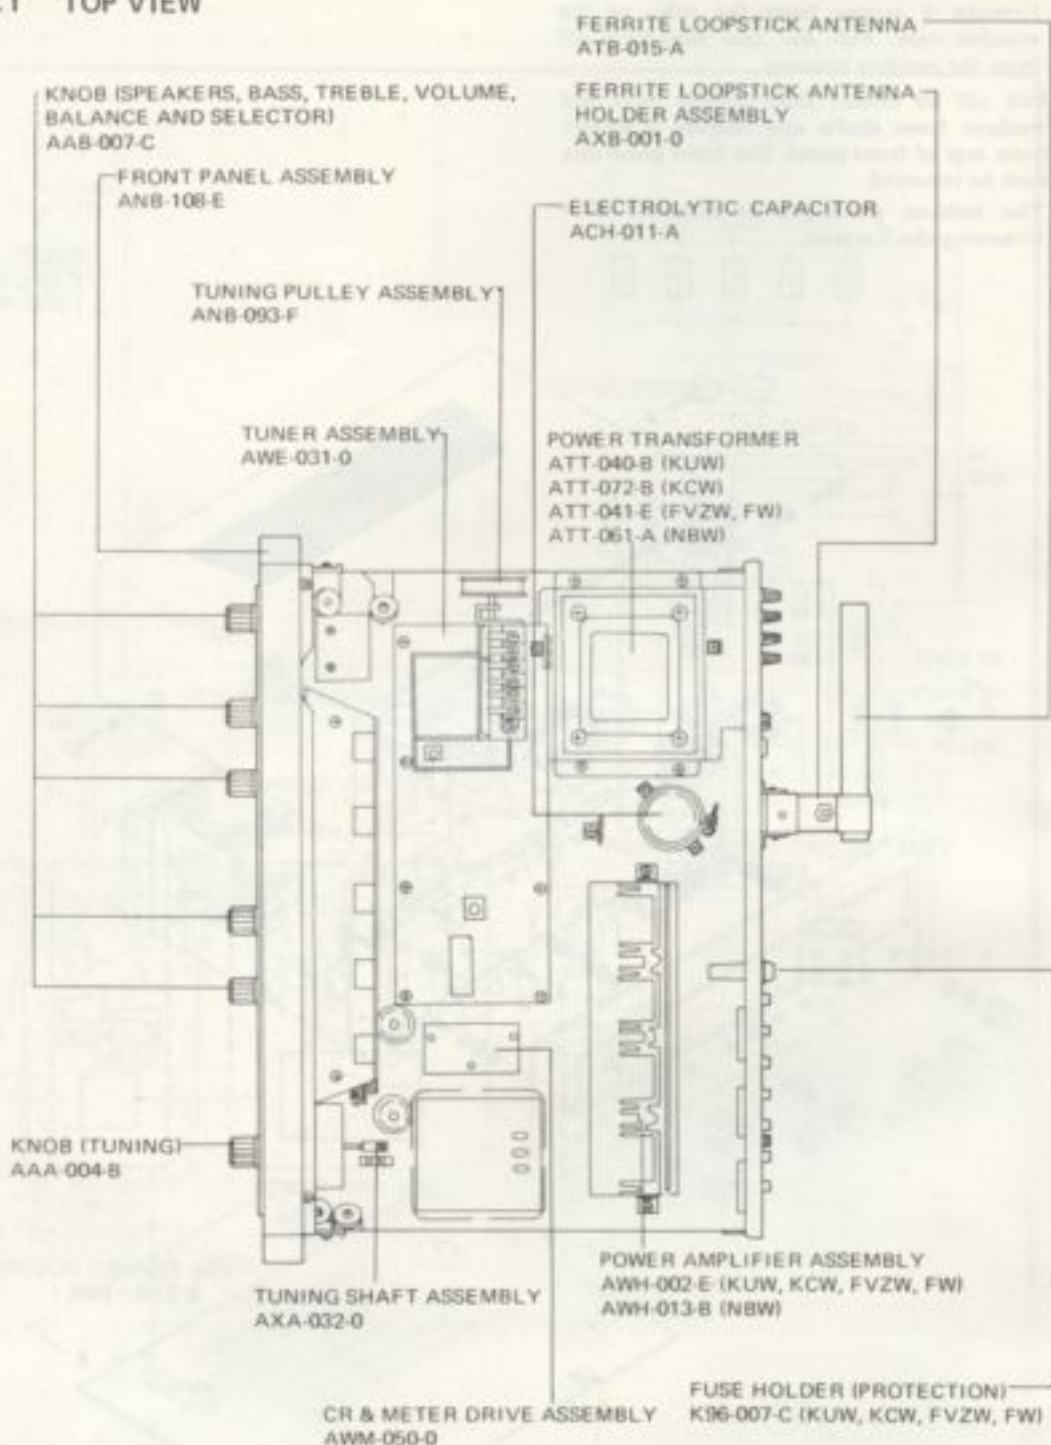 TOP VIEW
FERRITE LOOPSTICK ANTENNA
ATB-015-A
KNOB (SPEAKERS, BASS, TREBLE, VOLUME,
BALANCE AND SELECTOR)
AAB-007-C
FERRITE LOOPSTICK ANTENNA
HOLDER ASSEMBLY
AXB-001-0
FRONT PANEL ASSEMBLY
ANB-108-E
ELECTROLYTIC CAPACITOR
ACH-011-A
TUNING PULLEY ASSEMBLY
ANB-093-F
TUNER ASSEMBLY
AWE-031-0
POWER TRANSFORMER
ATT-040-B (KUW)
ATT-072-B (KCW)
ATT-041-E (FVZW, FW)
ATT-061-A (NBW)
KNOB (TUNING)
AAA-004-B
TUNING SHAFT ASSEMBLY
AXA-032-0
POWER AMPLIFIER ASSEMBLY
AWH-002-E (KUW, KCW, FVZW, FW)
AWH-013-B (NBW)
CR & METER DRIVE ASSEMBLY
AWM-050-0
FUSE HOLDER (PROTECTION)
K96-007-C (KUW, KCW, FVZW, FW)